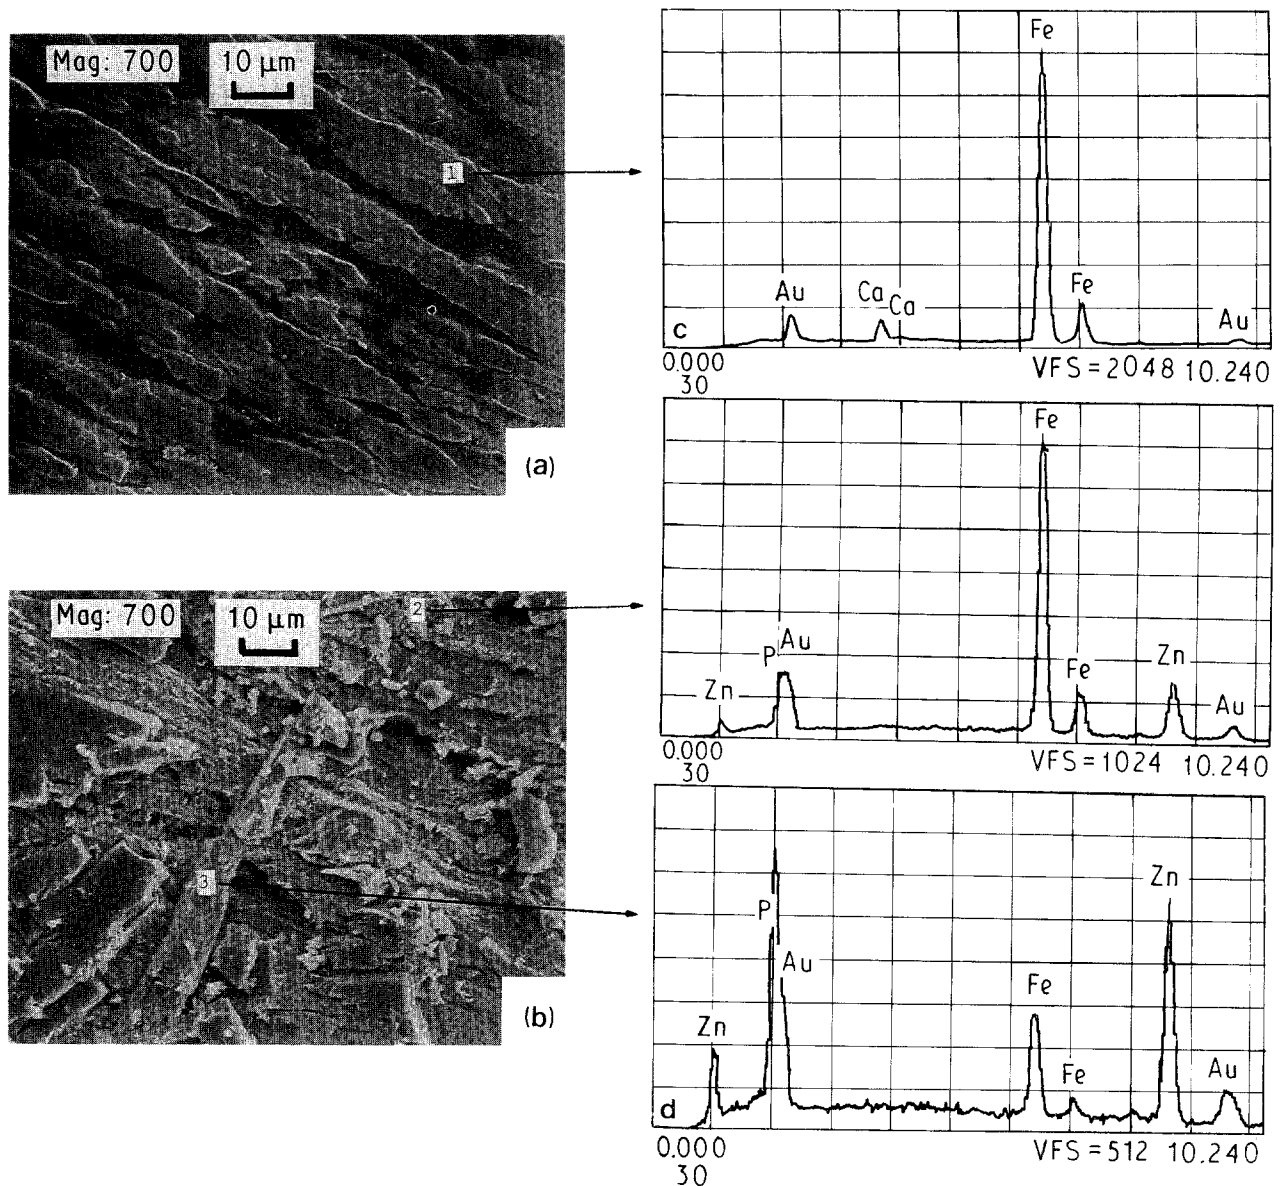 Mag: 700
10 μm
1
(a)
Fe
Au
Ca
Ca
Fe
Au
c
0.000
VFS = 2048 10.240
30
Mag: 700
10 μm
2
3
(b)
Fe
P
Au
Zn
Fe
Zn
Au
0.000
VFS = 1024 10.240
30
P
Au
Zn
Fe
Fe
Zn
Au
d
0.000
VFS = 512 10.240
30